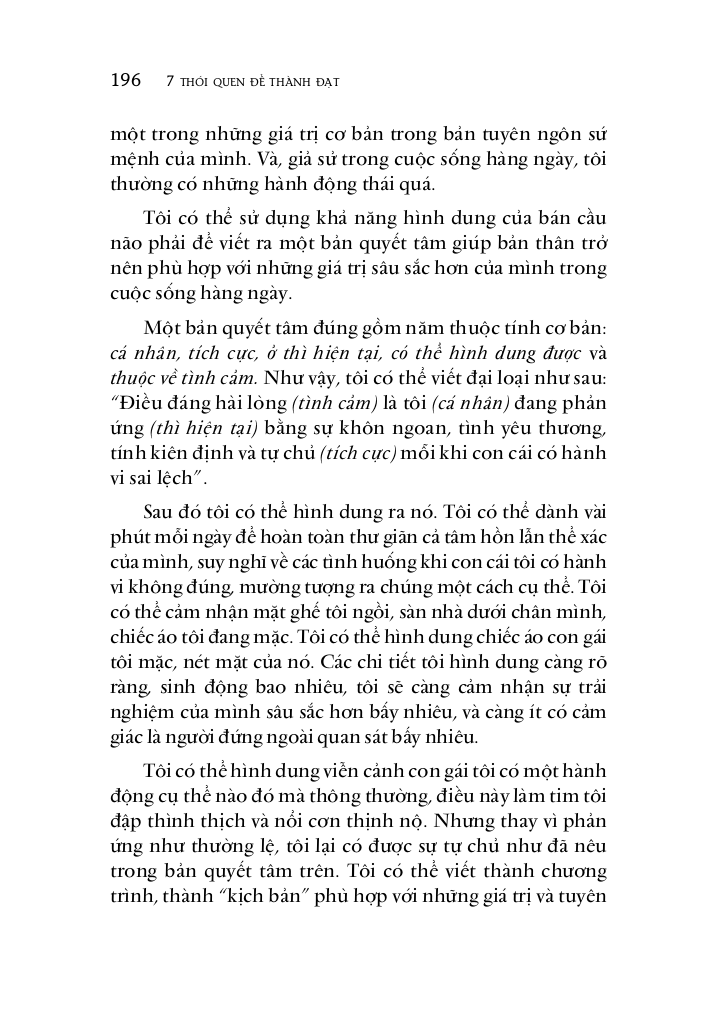 196 7 THÓI QUEN ĐỂ THÀNH ĐẠT
một trong những giá trị cơ bản trong bản tuyên ngôn sứ
mệnh của mình. Và, giả sử trong cuộc sống hàng ngày, tôi
thường có những hành động thái quá.
Tôi có thể sử dụng khả năng hình dung của bán cầu
não phải để viết ra một bản quyết tâm giúp bản thân trở
nên phù hợp với những giá trị sâu sắc hơn của mình trong
cuộc sống hàng ngày.
Một bản quyết tâm đúng gồm năm thuộc tính cơ bản:
cá nhân, tích cực, ở thì hiện tại, có thể hình dung được và
thuộc về tình cảm. Như vậy, tôi có thể viết đại loại như sau:
“Điều đáng hài lòng (tình cảm) là tôi (cá nhân) đang phản
ứng (thì hiện tại) bằng sự khôn ngoan, tình yêu thương,
tính kiên định và tự chủ (tích cực) mỗi khi con cái có hành
vi sai lệch”.
Sau đó tôi có thể hình dung ra nó. Tôi có thể dành vài
phút mỗi ngày để hoàn toàn thư giãn cả tâm hồn lẫn thể xác
của mình, suy nghĩ về các tình huống khi con cái tôi có hành
vi không đúng, mường tượng ra chúng một cách cụ thể. Tôi
có thể cảm nhận mặt ghế tôi ngồi, sàn nhà dưới chân mình,
chiếc áo tôi đang mặc. Tôi có thể hình dung chiếc áo con gái
tôi mặc, nét mặt của nó. Các chi tiết tôi hình dung càng rõ
ràng, sinh động bao nhiêu, tôi sẽ càng cảm nhận sự trải
nghiệm của mình sâu sắc hơn bấy nhiêu, và càng ít có cảm
giác là người đứng ngoài quan sát bấy nhiêu.
Tôi có thể hình dung viễn cảnh con gái tôi có một hành
động cụ thể nào đó mà thông thường, điều này làm tim tôi
đập thình thịch và nổi cơn thịnh nộ. Nhưng thay vì phản
ứng như thường lệ, tôi lại có được sự tự chủ như đã nêu
trong bản quyết tâm trên. Tôi có thể viết thành chương
trình, thành “kịch bản” phù hợp với những giá trị và tuyên